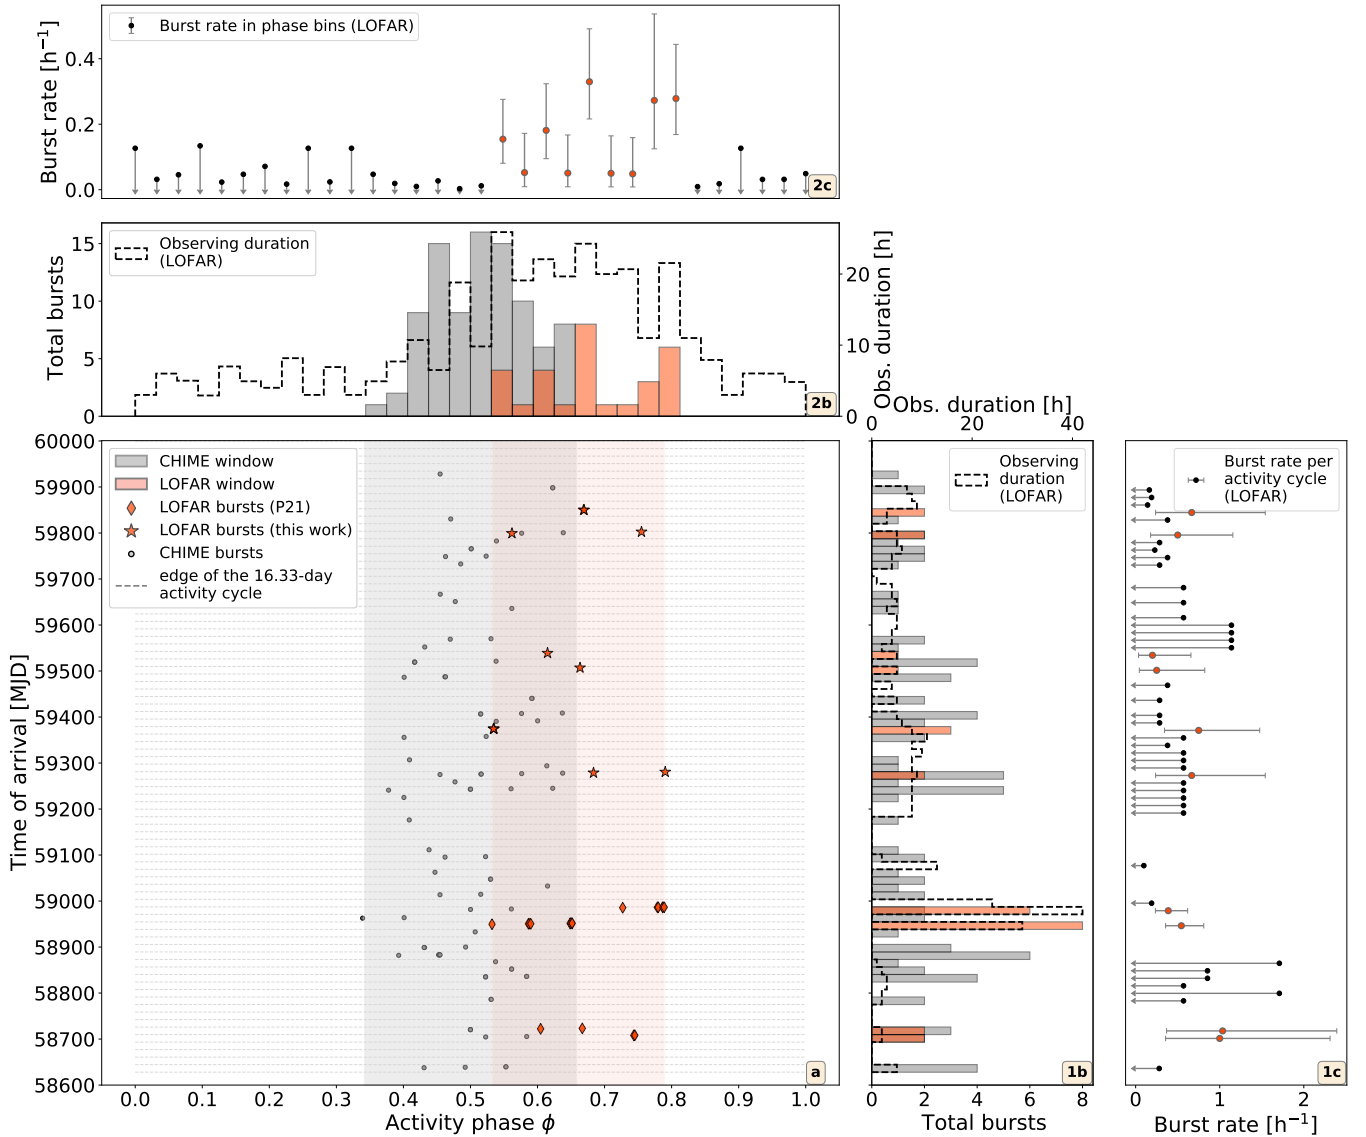 Burst rate in phase bins (LOFAR)
Burst rate [h⁻¹]
0.4
0.2
0.0
2c
Observing duration
(LOFAR)
Total bursts
15
10
5
0
20
10
0
Obs. duration [h]
2b
Time of arrival [MJD]
60000
59900
59800
59700
59600
59500
59400
59300
59200
59100
59000
58900
58800
58700
58600
CHIME window
LOFAR window
LOFAR bursts (P21)
LOFAR bursts (this work)
CHIME bursts
edge of the 16.33-day
activity cycle
a
0.0 0.1 0.2 0.3 0.4 0.5 0.6 0.7 0.8 0.9 1.0
Activity phase ϕ
Obs. duration [h]
0 20 40
Observing
duration
(LOFAR)
1b
0 2 4 6 8
Total bursts
Burst rate per
activity cycle
(LOFAR)
1c
0 1 2
Burst rate [h⁻¹]